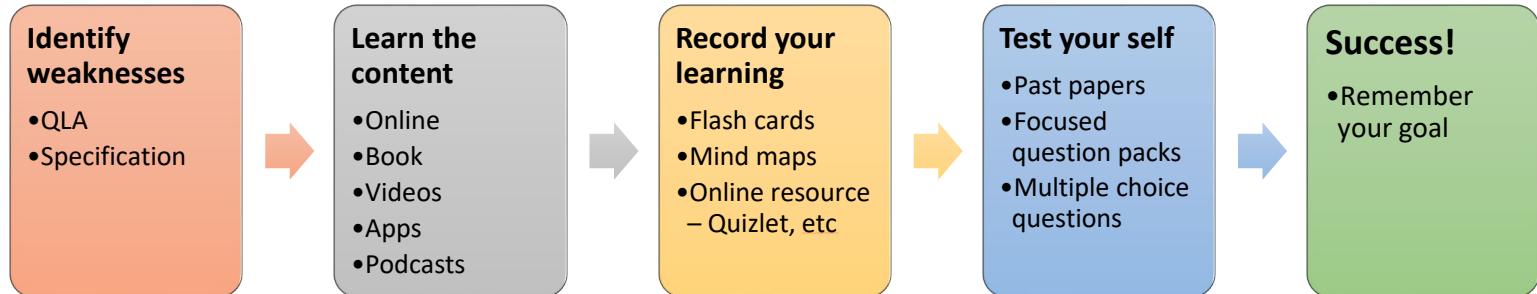 Identify
weaknesses
•QLA
•Specification
Learn the
content
•Online
•Book
•Videos
•Apps
•Podcasts
Record your
learning
•Flash cards
•Mind maps
•Online resource
– Quizlet, etc
Test your self
•Past papers
•Focused
question packs
•Multiple choice
questions
Success!
•Remember
your goal